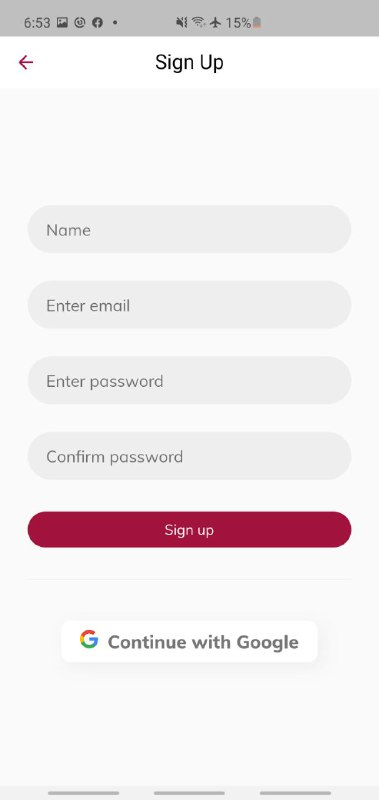 6:53
15%
Sign Up
Name
Enter email
Enter password
Confirm password
Sign up
Continue with Google